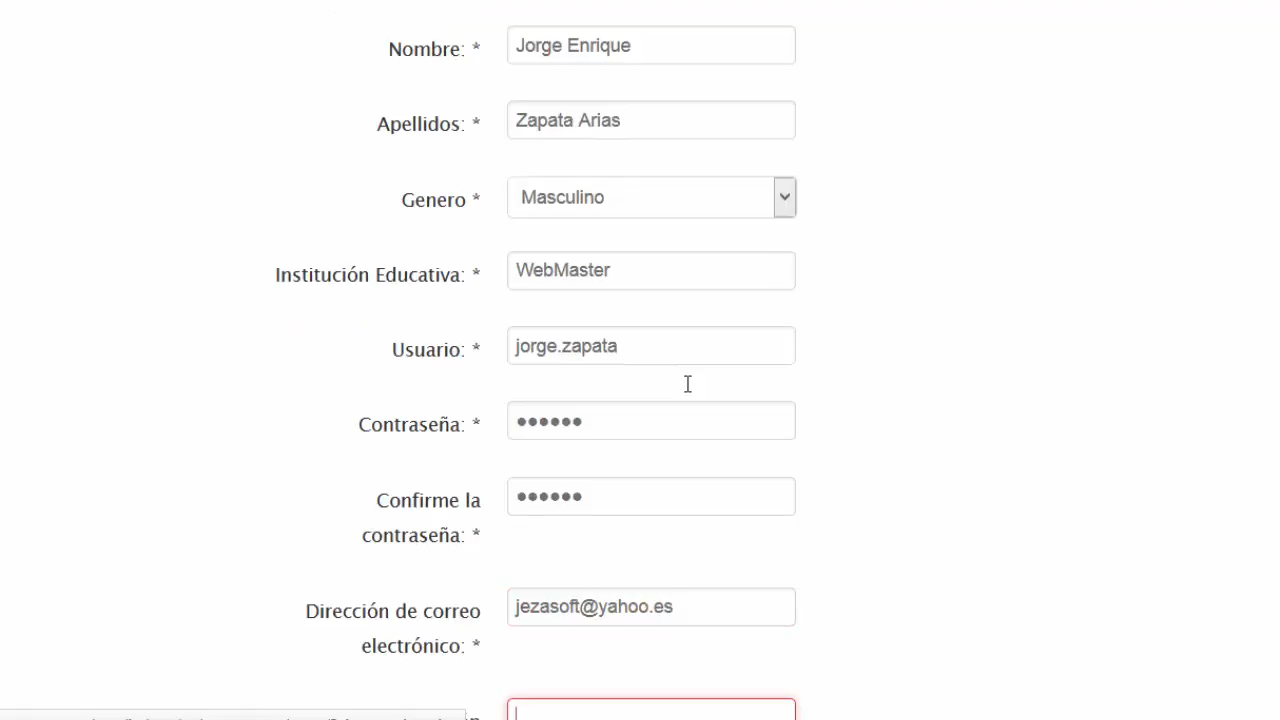 Nombre: * Jorge Enrique
Apellidos: * Zapata Arias
Genero * Masculino
Institución Educativa: * WebMaster
Usuario: * jorge.zapata
Contraseña: * ●●●●●●
Confirme la ●●●●●●
contraseña: *
Dirección de correo jezasoft@yahoo.es
electrónico: *